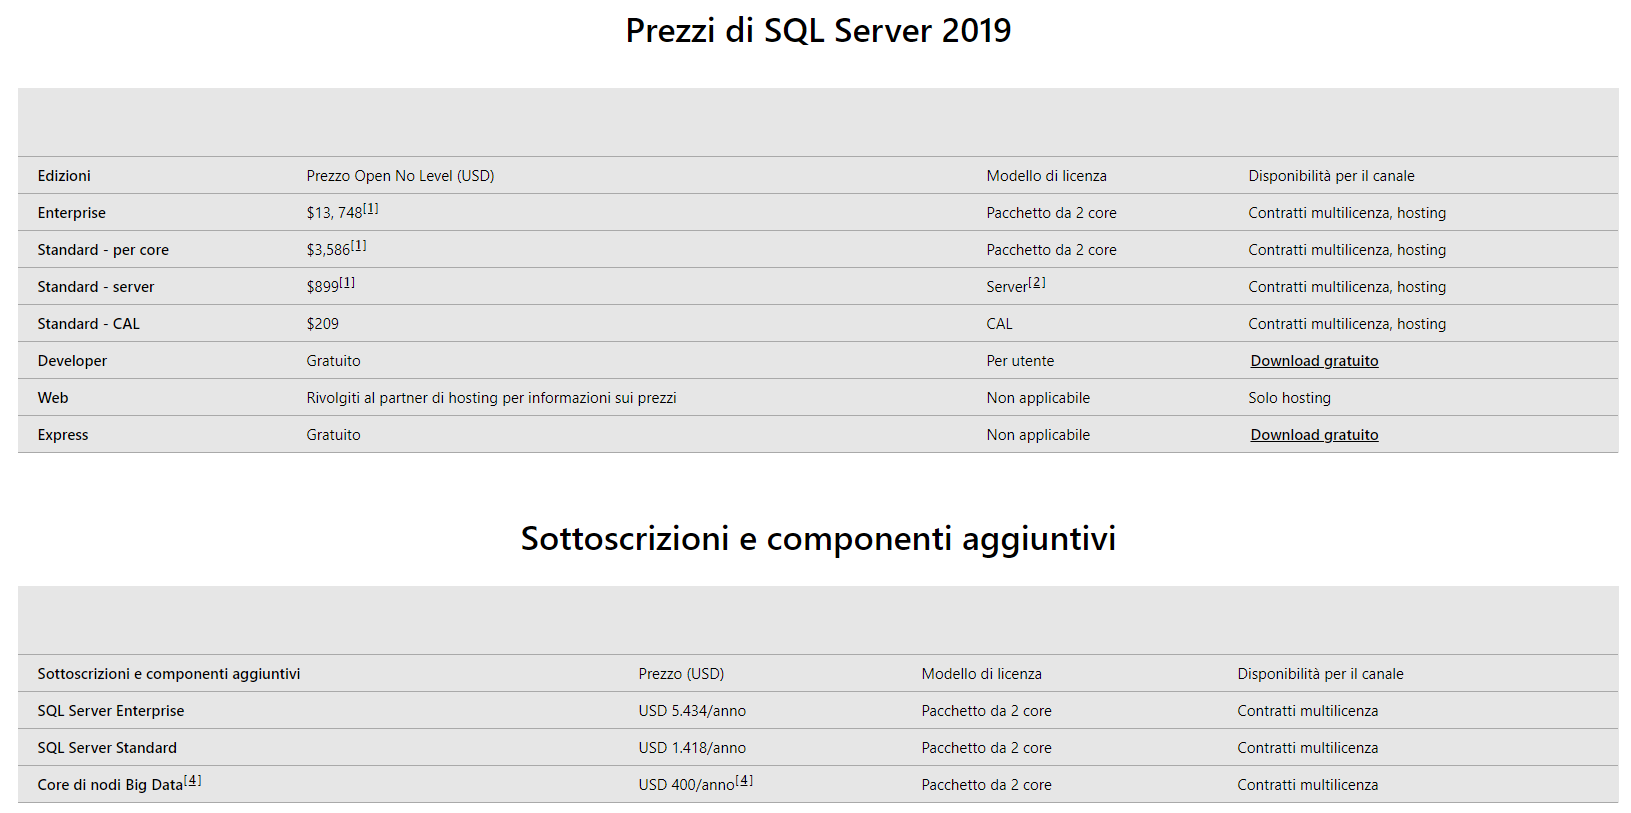 Prezzi di SQL Server 2019
Edizioni Prezzo Open No Level (USD) Modello di licenza Disponibilità per il canale
Enterprise $13, 748[1] Pacchetto da 2 core Contratti multilicenza, hosting
Standard - per core $3,586[1] Pacchetto da 2 core Contratti multilicenza, hosting
Standard - server $899[1] Server[2] Contratti multilicenza, hosting
Standard - CAL $209 CAL Contratti multilicenza, hosting
Developer Gratuito Per utente Download gratuito
Web Rivolgiti al partner di hosting per informazioni sui prezzi Non applicabile Solo hosting
Express Gratuito Non applicabile Download gratuito
Sottoscrizioni e componenti aggiuntivi
Sottoscrizioni e componenti aggiuntivi Prezzo (USD) Modello di licenza Disponibilità per il canale
SQL Server Enterprise USD 5.434/anno Pacchetto da 2 core Contratti multilicenza
SQL Server Standard USD 1.418/anno Pacchetto da 2 core Contratti multilicenza
Core di nodi Big Data[4] USD 400/anno[4] Pacchetto da 2 core Contratti multilicenza